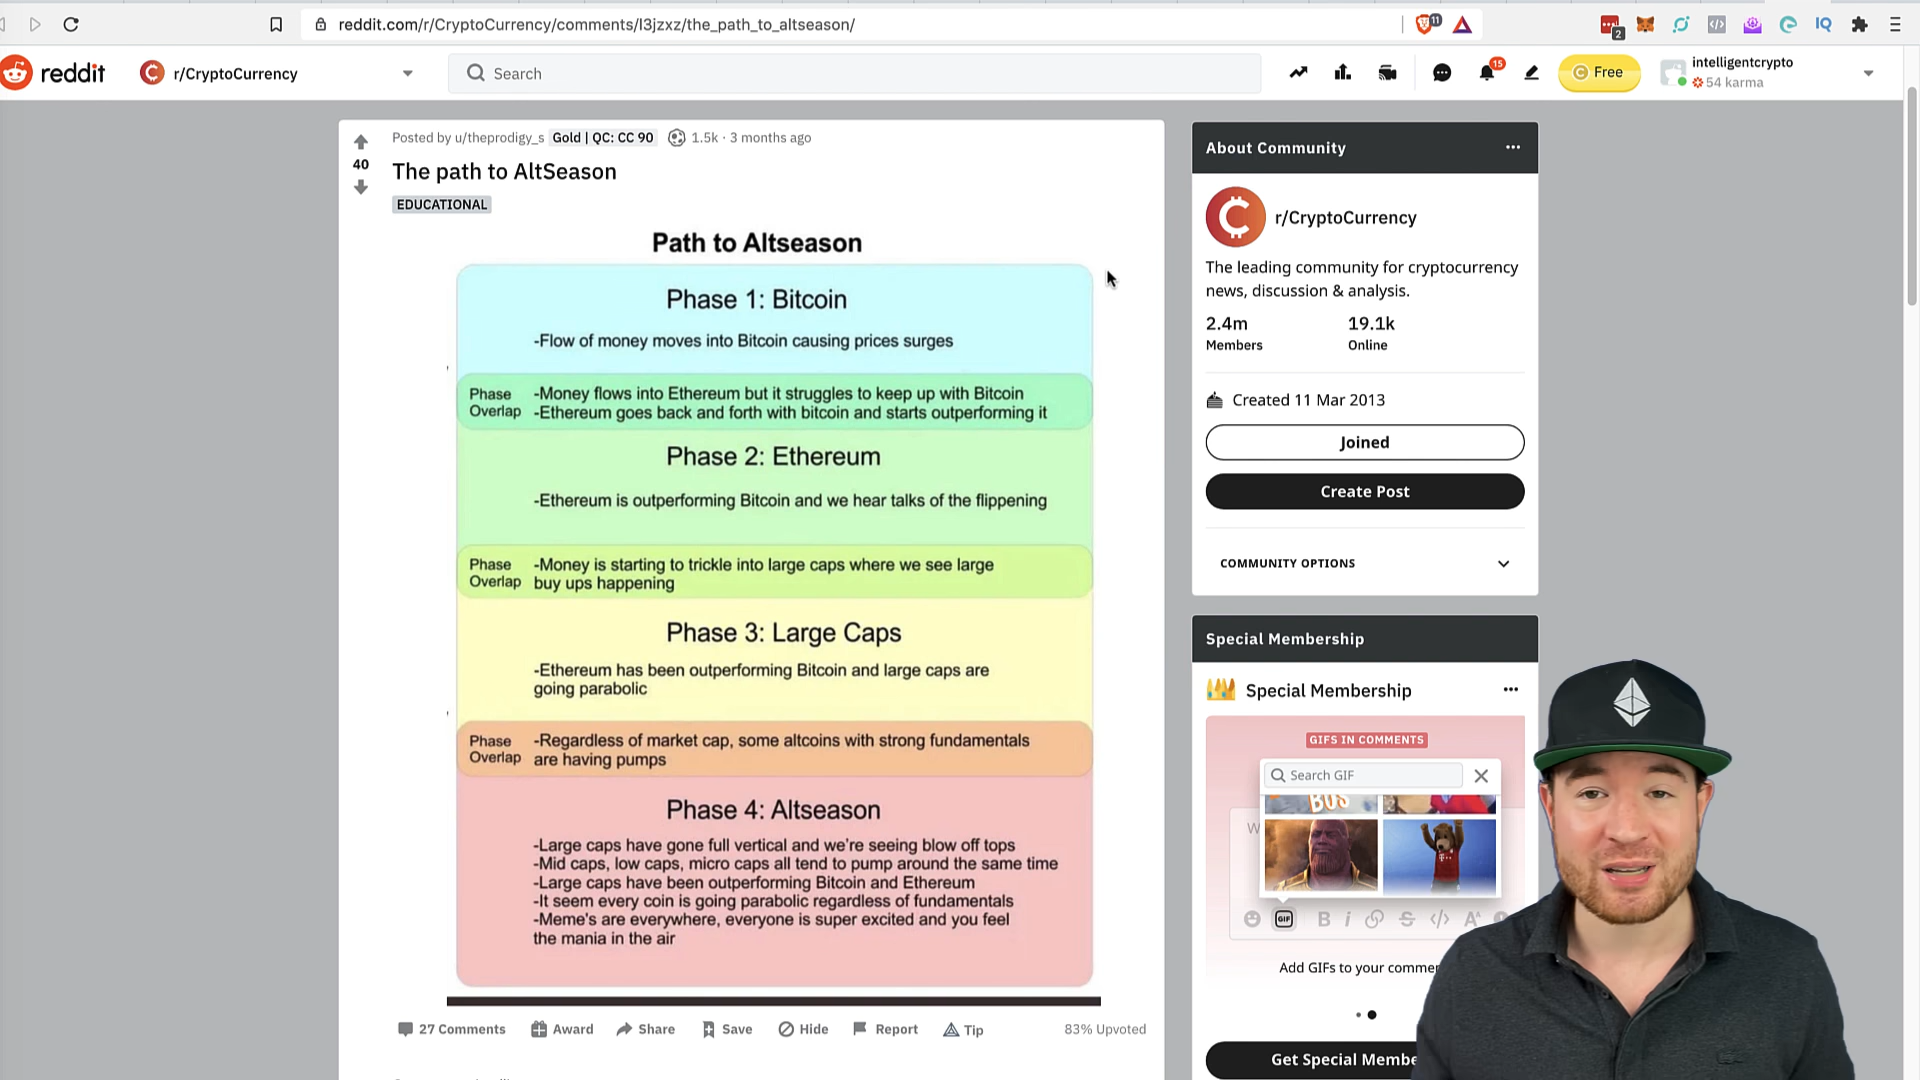 reddit.com/r/CryptoCurrency/comments/l3jzxz/the_path_to_altseason/
11
2
IQ
reddit
r/CryptoCurrency
Search
15
Free
intelligentcrypto
54 karma
Posted by u/theprodigy_s Gold | QC: CC 90 1.5k · 3 months ago
40
The path to AltSeason
EDUCATIONAL
Path to Altseason
Phase 1: Bitcoin
-Flow of money moves into Bitcoin causing prices surges
Phase Overlap
-Money flows into Ethereum but it struggles to keep up with Bitcoin
-Ethereum goes back and forth with bitcoin and starts outperforming it
Phase 2: Ethereum
-Ethereum is outperforming Bitcoin and we hear talks of the flippening
Phase Overlap
-Money is starting to trickle into large caps where we see large
buy ups happening
Phase 3: Large Caps
-Ethereum has been outperforming Bitcoin and large caps are
going parabolic
Phase Overlap
-Regardless of market cap, some altcoins with strong fundamentals
are having pumps
Phase 4: Altseason
-Large caps have gone full vertical and we're seeing blow off tops
-Mid caps, low caps, micro caps all tend to pump around the same time
-Large caps have been outperforming Bitcoin and Ethereum
-It seem every coin is going parabolic regardless of fundamentals
-Meme's are everywhere, everyone is super excited and you feel
the mania in the air
27 Comments Award Share Save Hide Report Tip 83% Upvoted
About Community
r/CryptoCurrency
The leading community for cryptocurrency
news, discussion & analysis.
2.4m 19.1k
Members Online
Created 11 Mar 2013
Joined
Create Post
COMMUNITY OPTIONS
Special Membership
Special Membership
GIFS IN COMMENTS
Search GIF
BOS
W
GIF B i S </> A
Add GIFs to your commen
Get Special Membe